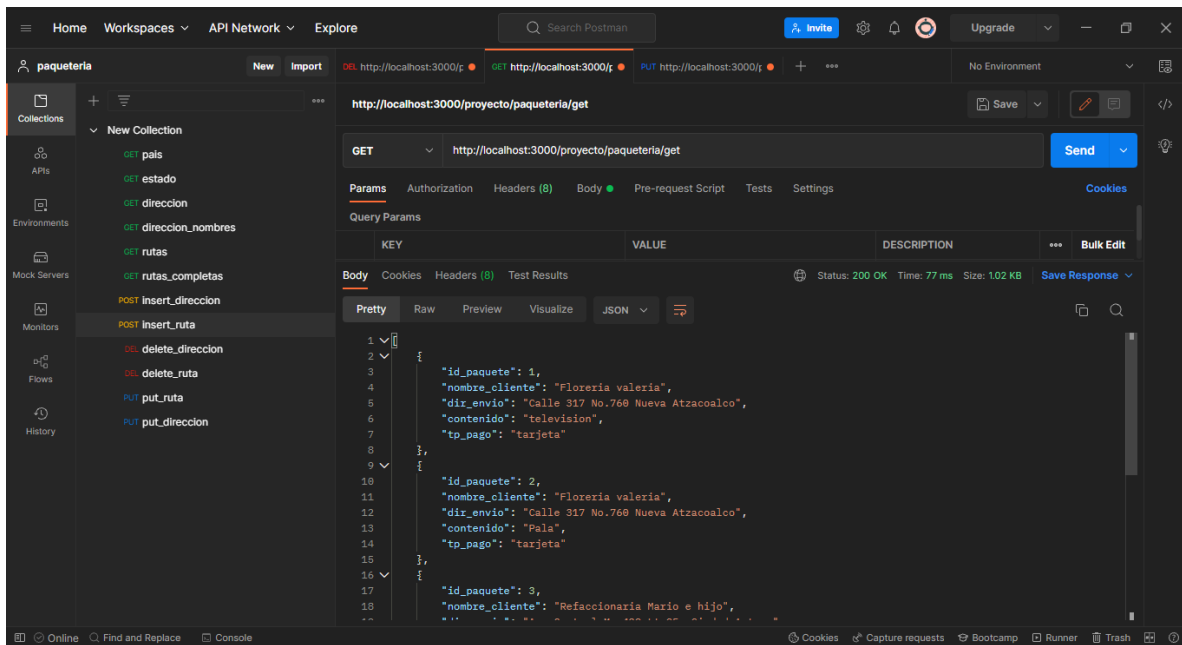 Home Workspaces API Network Explore Search Postman Invite Upgrade
paqueteria New Import DEL http://localhost:3000/p GET http://localhost:3000/p PUT http://localhost:3000/p No Environment
Collections
APIs
Environments
Mock Servers
Monitors
Flows
History
New Collection
GET pais
GET estado
GET direccion
GET direccion_nombres
GET rutas
GET rutas_completas
POST insert_direccion
POST insert_ruta
DEL delete_direccion
DEL delete_ruta
PUT put_ruta
PUT put_direccion
http://localhost:3000/proyecto/paqueteria/get Save
GET http://localhost:3000/proyecto/paqueteria/get Send
Params Authorization Headers (8) Body Pre-request Script Tests Settings Cookies
Query Params
KEY VALUE DESCRIPTION Bulk Edit
Body Cookies Headers (8) Test Results Status: 200 OK Time: 77 ms Size: 1.02 KB Save Response
Pretty Raw Preview Visualize JSON
1 [
2 {
3 "id_paquete": 1,
4 "nombre_cliente": "Floreria valeria",
5 "dir_envio": "Calle 317 No.760 Nueva Atzacoalco",
6 "contenido": "television",
7 "tp_pago": "tarjeta"
8 },
9 {
10 "id_paquete": 2,
11 "nombre_cliente": "Floreria valeria",
12 "dir_envio": "Calle 317 No.760 Nueva Atzacoalco",
13 "contenido": "Pala",
14 "tp_pago": "tarjeta"
15 },
16 {
17 "id_paquete": 3,
18 "nombre_cliente": "Refaccionaria Mario e hijo",
Online Find and Replace Console Cookies Capture requests Bootcamp Runner Trash